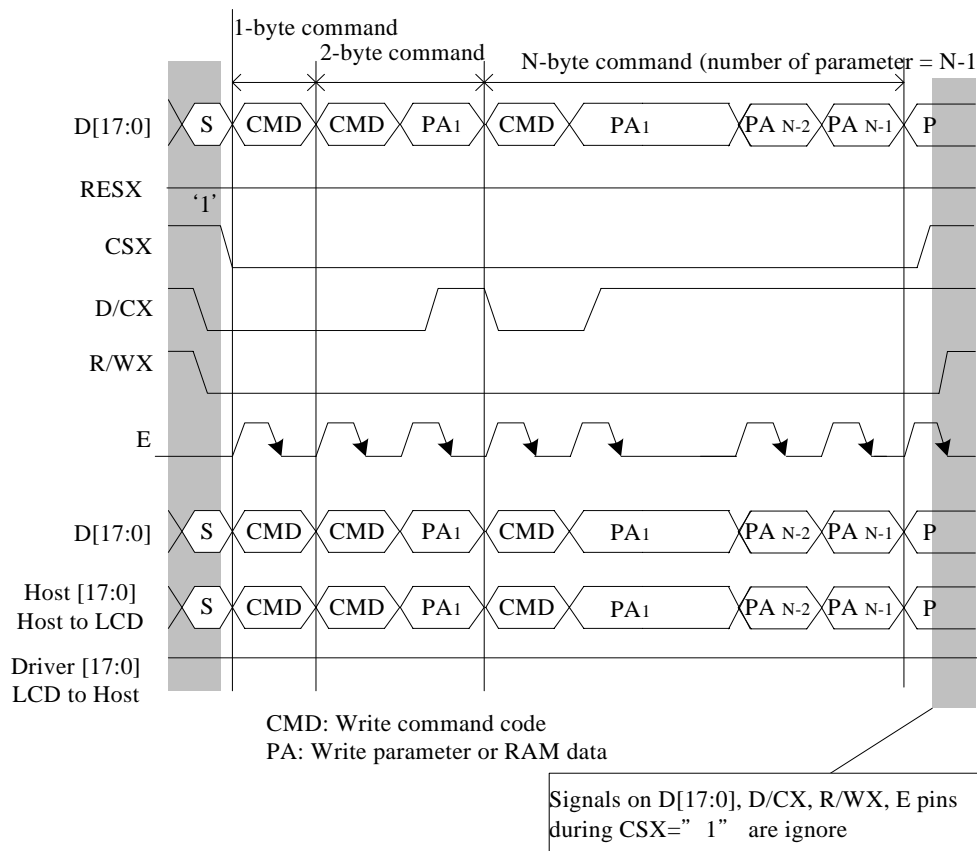 1-byte command
2-byte command
N-byte command (number of parameter = N-1
D[17:0] S CMD CMD PA1 CMD PA1 PA N-2 PA N-1 P
RESX
‘1’
CSX
D/CX
R/WX
E
D[17:0] S CMD CMD PA1 CMD PA1 PA N-2 PA N-1 P
Host [17:0]
Host to LCD
S CMD CMD PA1 CMD PA1 PA N-2 PA N-1 P
Driver [17:0]
LCD to Host
CMD: Write command code
PA: Write parameter or RAM data
Signals on D[17:0], D/CX, R/WX, E pins
during CSX=” 1” are ignore